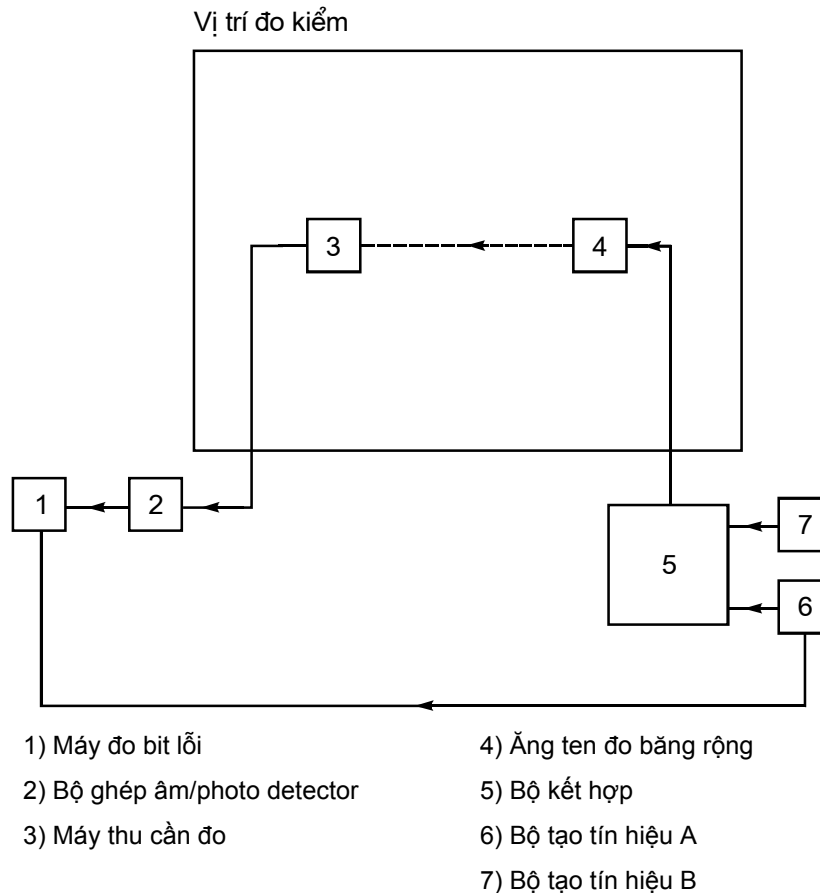 Vị trí đo kiểm
3
4
1
2
7
5
6
1) Máy đo bit lỗi
2) Bộ ghép âm/photo detector
3) Máy thu cần đo
4) Ăng ten đo băng rộng
5) Bộ kết hợp
6) Bộ tạo tín hiệu A
7) Bộ tạo tín hiệu B